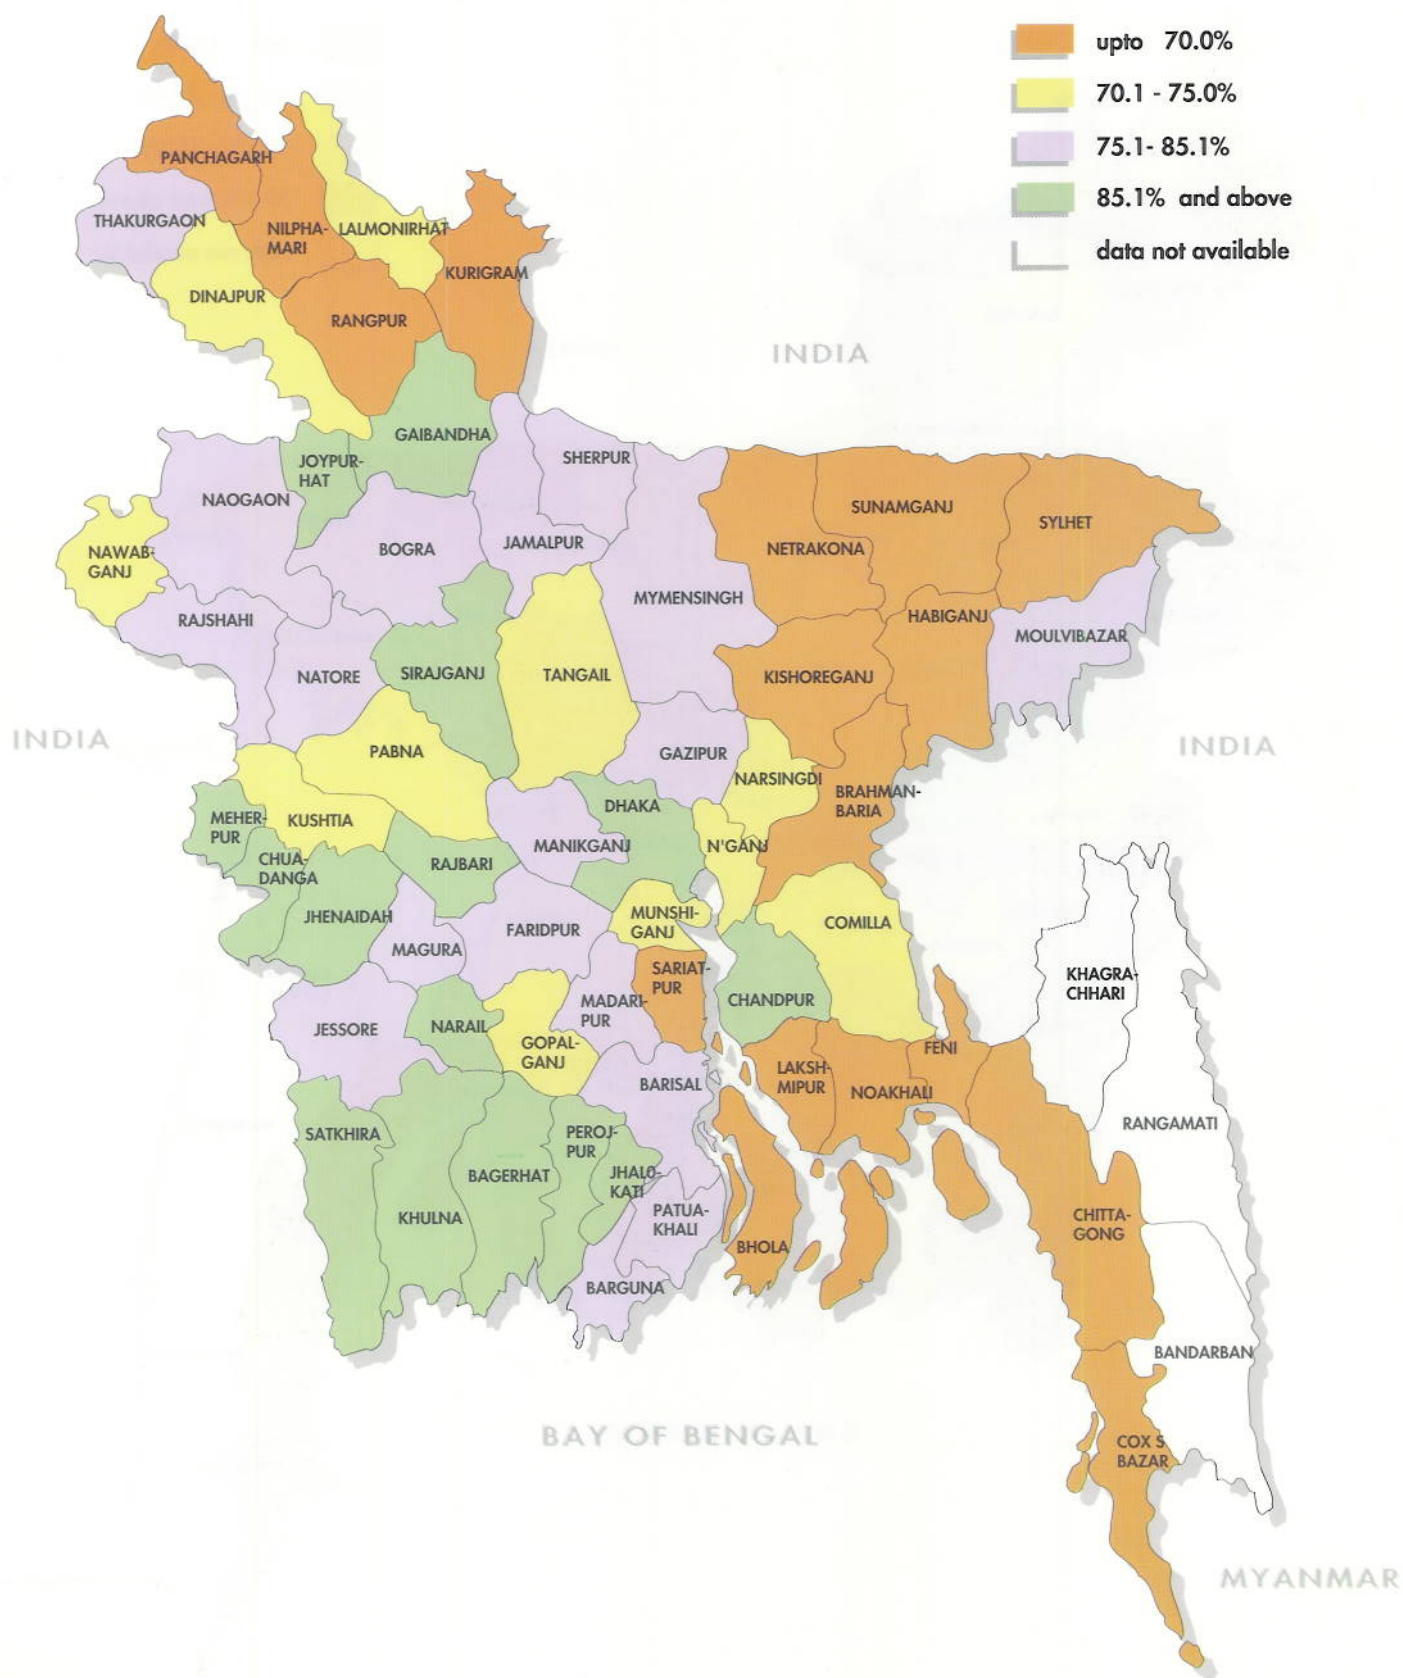 upto 70.0%
70.1 - 75.0%
75.1- 85.1%
85.1% and above
data not available
PANCHAGARH
THAKURGAON
NILPHA-
MARI
LALMONIRHAT
KURIGRAM
DINAJPUR
RANGPUR
INDIA
GAIBANDHA
JOYPUR-
HAT
SHERPUR
NAOGAON
SUNAMGANJ
SYLHET
NAWAB-
GANJ
BOGRA
JAMALPUR
NETRAKONA
MYMENSINGH
RAJSHAHI
HABIGANJ
MOULVIBAZAR
NATORE
SIRAJGANJ
TANGAIL
KISHOREGANJ
INDIA
PABNA
GAZIPUR
INDIA
NARSINGDI
BRAHMAN-
BARIA
MEHER-
PUR
KUSHTIA
DHAKA
MANIKGANJ
N'GANJ
CHUA-
DANGA
RAJBARI
JHENAIDAH
MAGURA
FARIDPUR
MUNSHI-
GANJ
COMILLA
SARIAT-
PUR
KHAGRA-
CHHARI
CHANDPUR
MADARI-
PUR
JESSORE
NARAIL
GOPAL-
GANJ
FENI
BARISAL
LAKSH-
MIPUR
NOAKHALI
RANGAMATI
SATKHIRA
PEROJ-
PUR
BAGERHAT
JHALO-
KATI
KHULNA
PATUA-
KHALI
CHITTA-
GONG
BHOLA
BARGUNA
BANDARBAN
BAY OF BENGAL
COX S
BAZAR
MYANMAR